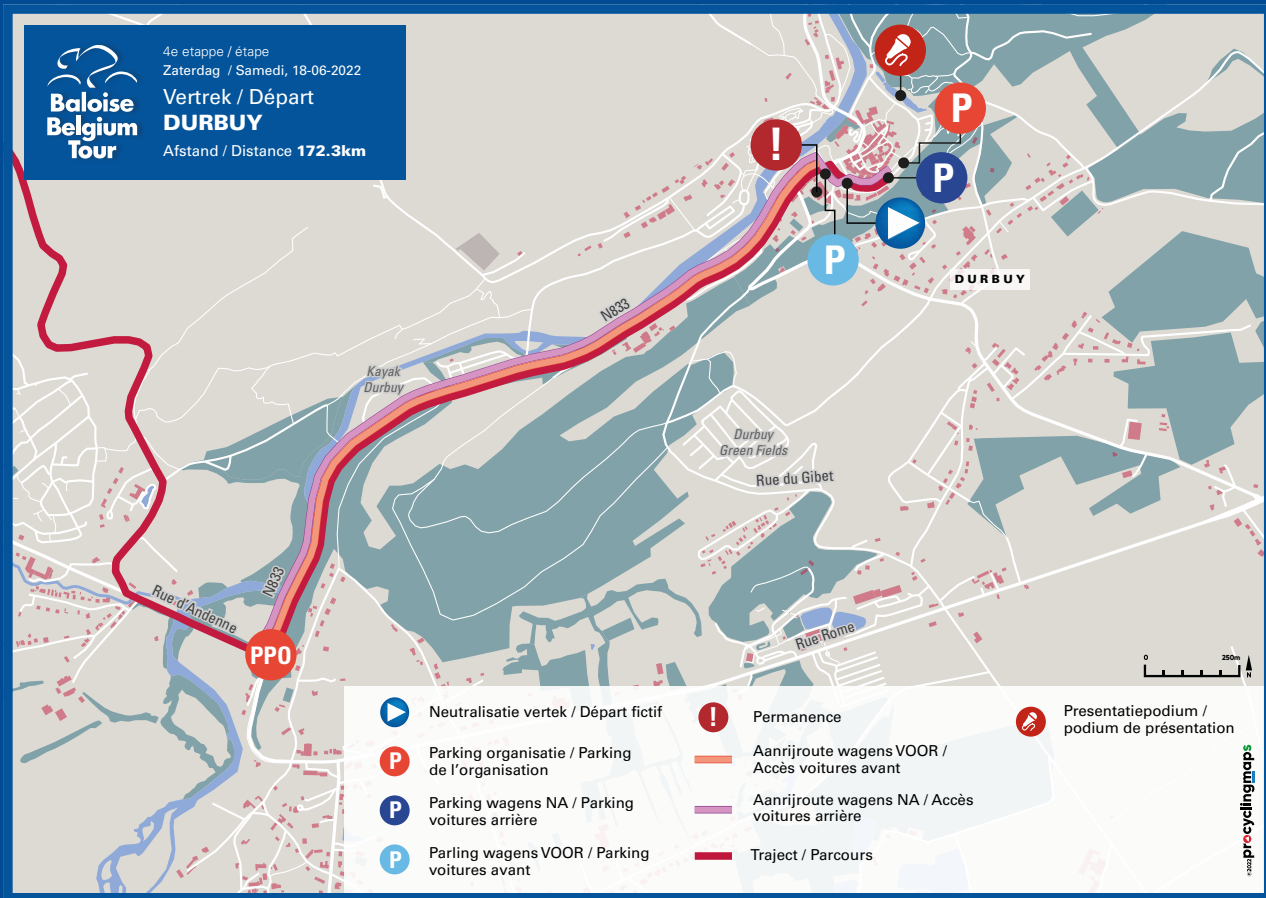 4e etappe / étape
Zaterdag / Samedi, 18-06-2022
Vertrek / Départ
DURBUY
Afstand / Distance 172.3km
Baloise
Belgium
Tour
!
P
P
P
DURBUY
N833
Kayak
Durbuy
Durbuy
Green Fields
Rue du Gibet
N833
Rue d'Andenne
PPO
Rue Rome
0 250m
N
Neutralisatie vertek / Départ fictif
P
Parking organisatie / Parking
de l'organisation
P
Parking wagens NA / Parking
voitures arrière
P
Parling wagens VOOR / Parking
voitures avant
!
Permanence
Aanrijroute wagens VOOR /
Accès voitures avant
Aanrijroute wagens NA / Accès
voitures arrière
Traject / Parcours
Presentatiepodium /
podium de présentation
©2022 procyclingmaps